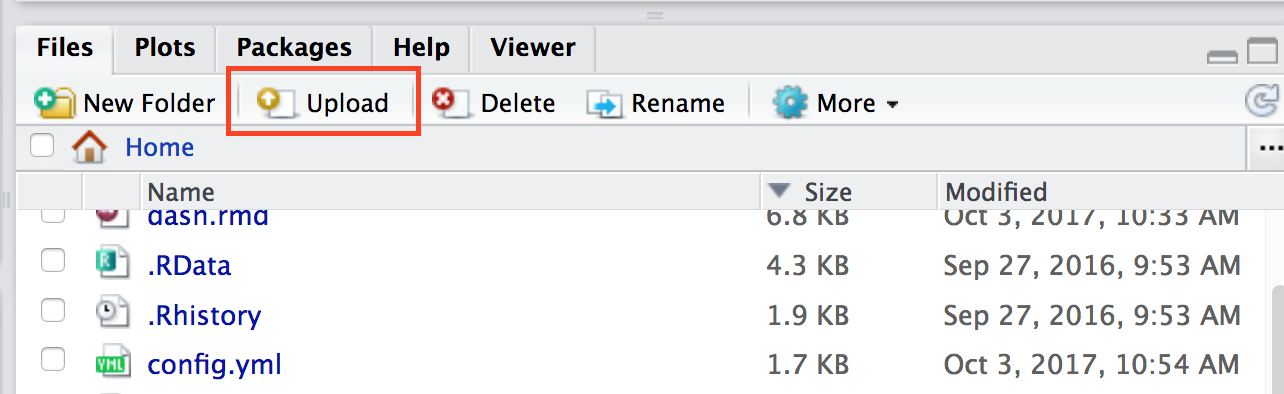 Files Plots Packages Help Viewer
New Folder Upload Delete Rename More
Home ...
Name Size Modified
dash.rmd 6.8 KB Oct 3, 2017, 10:33 AM
.RData 4.3 KB Sep 27, 2016, 9:53 AM
.Rhistory 1.9 KB Sep 27, 2016, 9:53 AM
YML config.yml 1.7 KB Oct 3, 2017, 10:54 AM